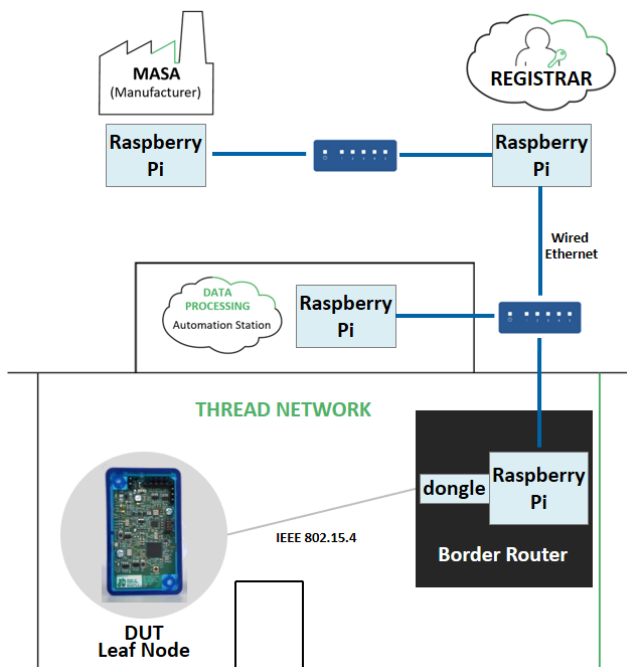 MASA
(Manufacturer)
REGISTRAR
Raspberry
Pi
Raspberry
Pi
Wired
Ethernet
DATA
PROCESSING
Automation Station
Raspberry
Pi
THREAD NETWORK
dongle
Raspberry
Pi
IEEE 802.15.4
Border Router
DUT
Leaf Node